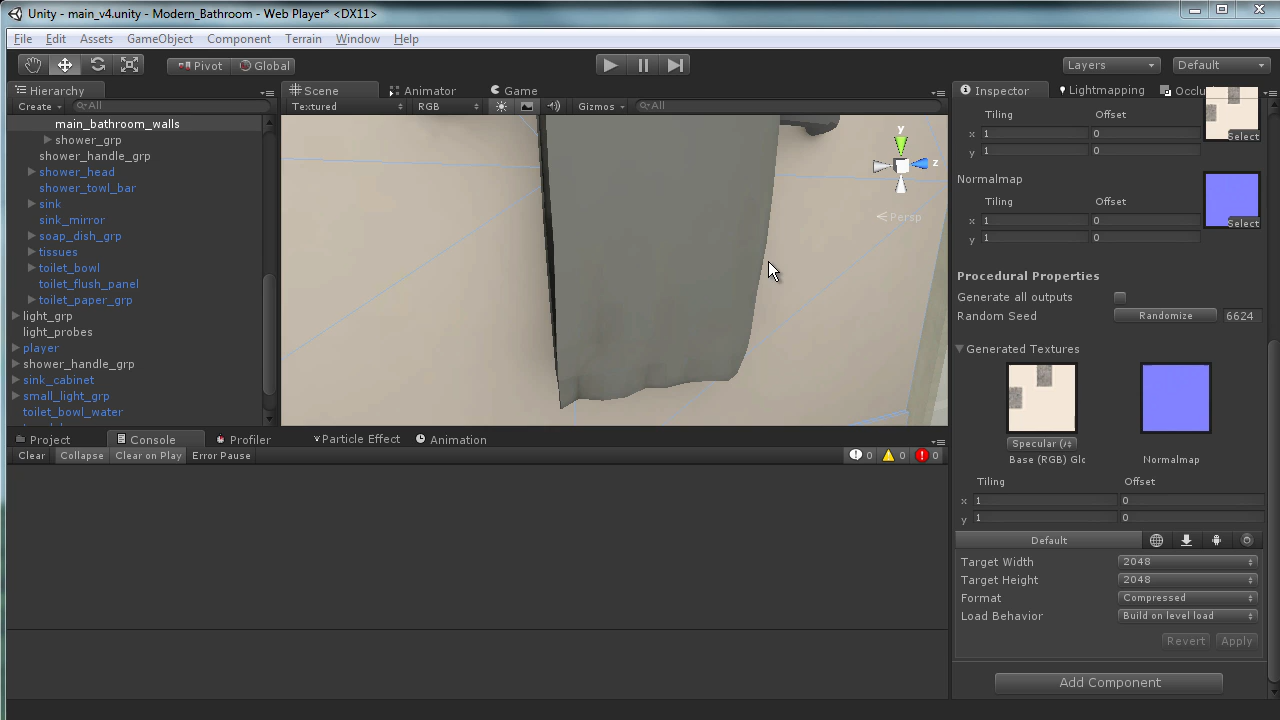 Unity - main_v4.unity - Modern_Bathroom - Web Player* <DX11>
File Edit Assets GameObject Component Terrain Window Help
Pivot Global Layers Default
Hierarchy
Create All
main_bathroom_walls
shower_grp
shower_handle_grp
shower_head
shower_towl_bar
sink
sink_mirror
soap_dish_grp
tissues
toilet_bowl
toilet_flush_panel
toilet_paper_grp
light_grp
light_probes
player
shower_handle_grp
sink_cabinet
small_light_grp
toilet_bowl_water
Scene Animator Game
Textured RGB Gizmos All
y
z
Persp
Project Console Profiler Particle Effect Animation
Clear Collapse Clear on Play Error Pause 0 0 0
Inspector Lightmapping Occlu
Tiling Offset
x 1 0
y 1 0
Select
Normalmap
Tiling Offset
x 1 0
y 1 0
Select
Procedural Properties
Generate all outputs
Random Seed Randomize 6624
Generated Textures
Specular (A
Base (RGB) Glo Normalmap
Tiling Offset
x 1 0
y 1 0
Default
Target Width 2048
Target Height 2048
Format Compressed
Load Behavior Build on level load
Revert Apply
Add Component